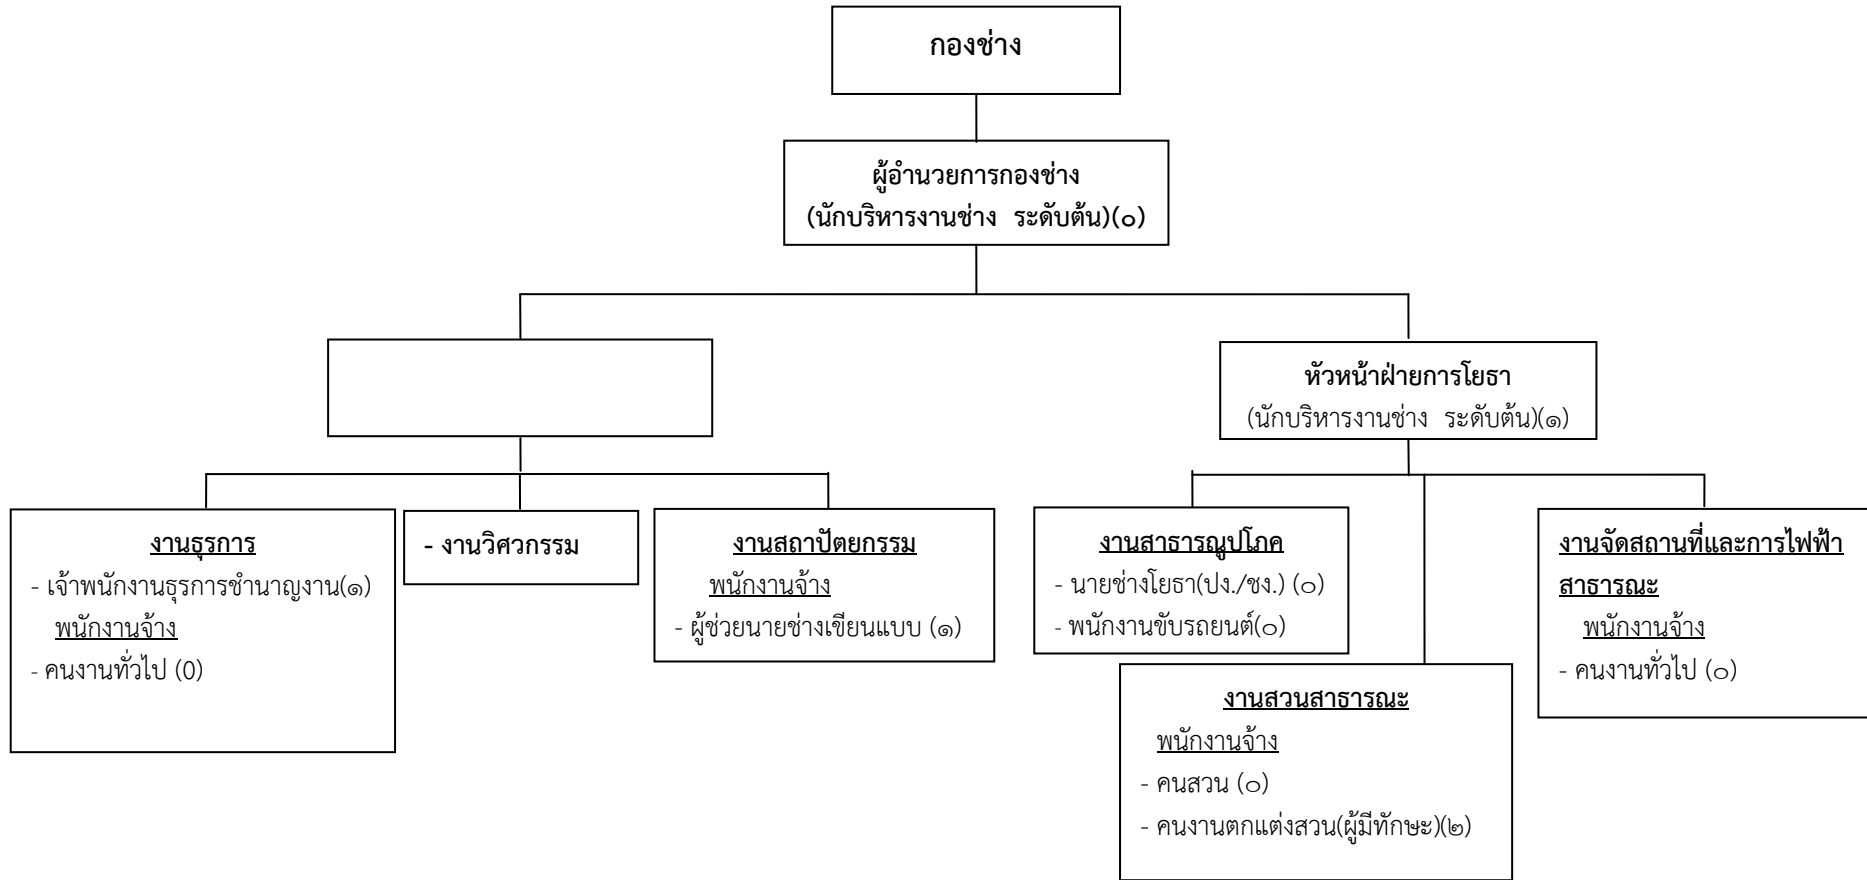 กองช่าง
ผู้อำนวยการกองช่าง
(นักบริหารงานช่าง ระดับต้น)(๐)
หัวหน้าฝ่ายการโยธา
(นักบริหารงานช่าง ระดับต้น)(๑)
งานธุรการ
- เจ้าพนักงานธุรการชำนาญงาน(๑)
พนักงานจ้าง
- คนงานทั่วไป (0)
- งานวิศวกรรม
งานสถาปัตยกรรม
พนักงานจ้าง
- ผู้ช่วยนายช่างเขียนแบบ (๑)
งานสาธารณูปโภค
- นายช่างโยธา(ปง./ชง.) (๐)
- พนักงานขับรถยนต์(๐)
งานสวนสาธารณะ
พนักงานจ้าง
- คนสวน (๐)
- คนงานตกแต่งสวน(ผู้มีทักษะ)(๒)
งานจัดสถานที่และการไฟฟ้า
สาธารณะ
พนักงานจ้าง
- คนงานทั่วไป (๐)